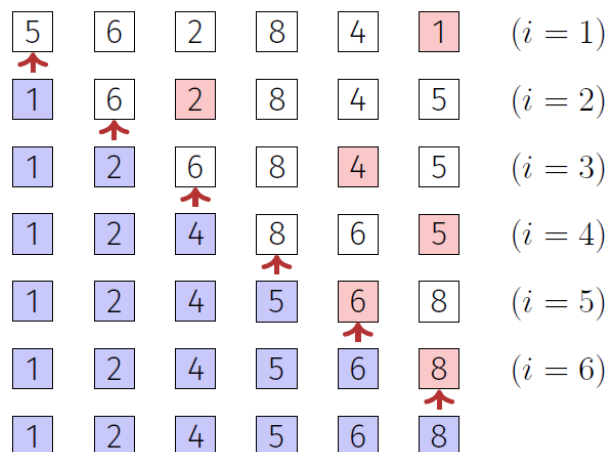 5 6 2 8 4 1 (i = 1)
1 6 2 8 4 5 (i = 2)
1 2 6 8 4 5 (i = 3)
1 2 4 8 6 5 (i = 4)
1 2 4 5 6 8 (i = 5)
1 2 4 5 6 8 (i = 6)
1 2 4 5 6 8